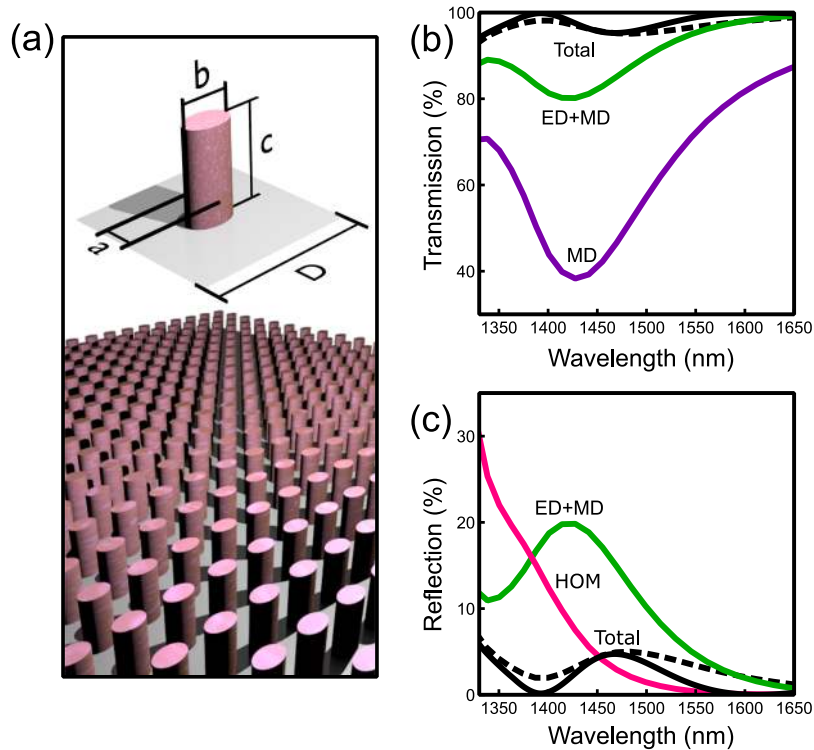 (a)
b
c
a
D
(b)
100
80
60
40
Transmission (%)
Total
ED+MD
MD
1350 1400 1450 1500 1550 1600 1650
Wavelength (nm)
(c)
30
20
10
0
Reflection (%)
ED+MD
HOM
Total
1350 1400 1450 1500 1550 1600 1650
Wavelength (nm)